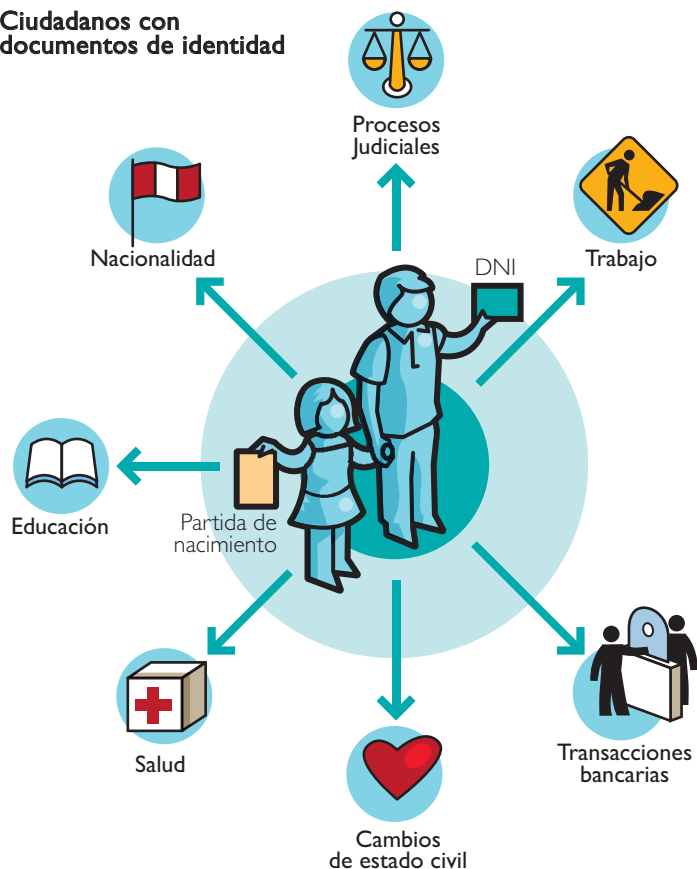 Ciudadanos con
documentos de identidad
Procesos
Judiciales
Nacionalidad
DNI
Trabajo
Educación
Partida de
nacimiento
Salud
Transacciones
bancarias
Cambios
de estado civil